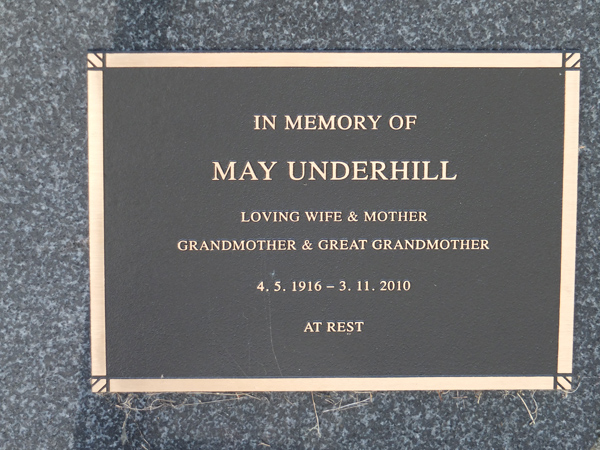 IN MEMORY OF
MAY UNDERHILL
LOVING WIFE & MOTHER
GRANDMOTHER & GREAT GRANDMOTHER
4. 5. 1916 – 3. 11. 2010
AT REST